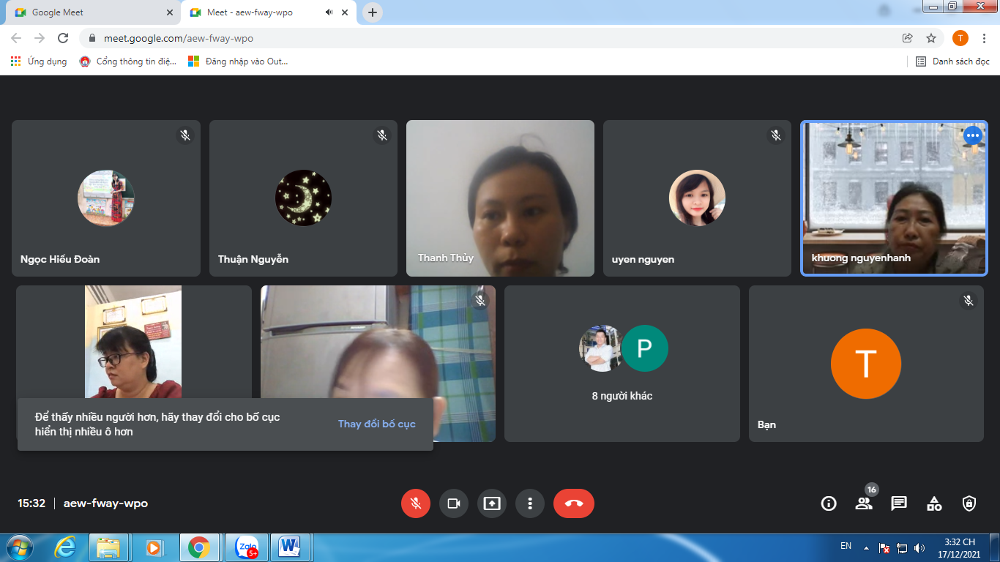 Google Meet
Meet - aew-fway-wpo
meet.google.com/aew-fway-wpo
T
Ứng dụng
Cổng thông tin điệ...
Đăng nhập vào Out...
Danh sách đọc
Ngọc Hiếu Đoàn
Thuận Nguyễn
Thanh Thủy
uyen nguyen
khuong nguyenhanh
P
8 người khác
T
Bạn
Để thấy nhiều người hơn, hãy thay đổi cho bố cục
hiển thị nhiều ô hơn
Thay đổi bố cục
15:32 | aew-fway-wpo
16
Zalo
5+
W
EN
3:32 CH
17/12/2021